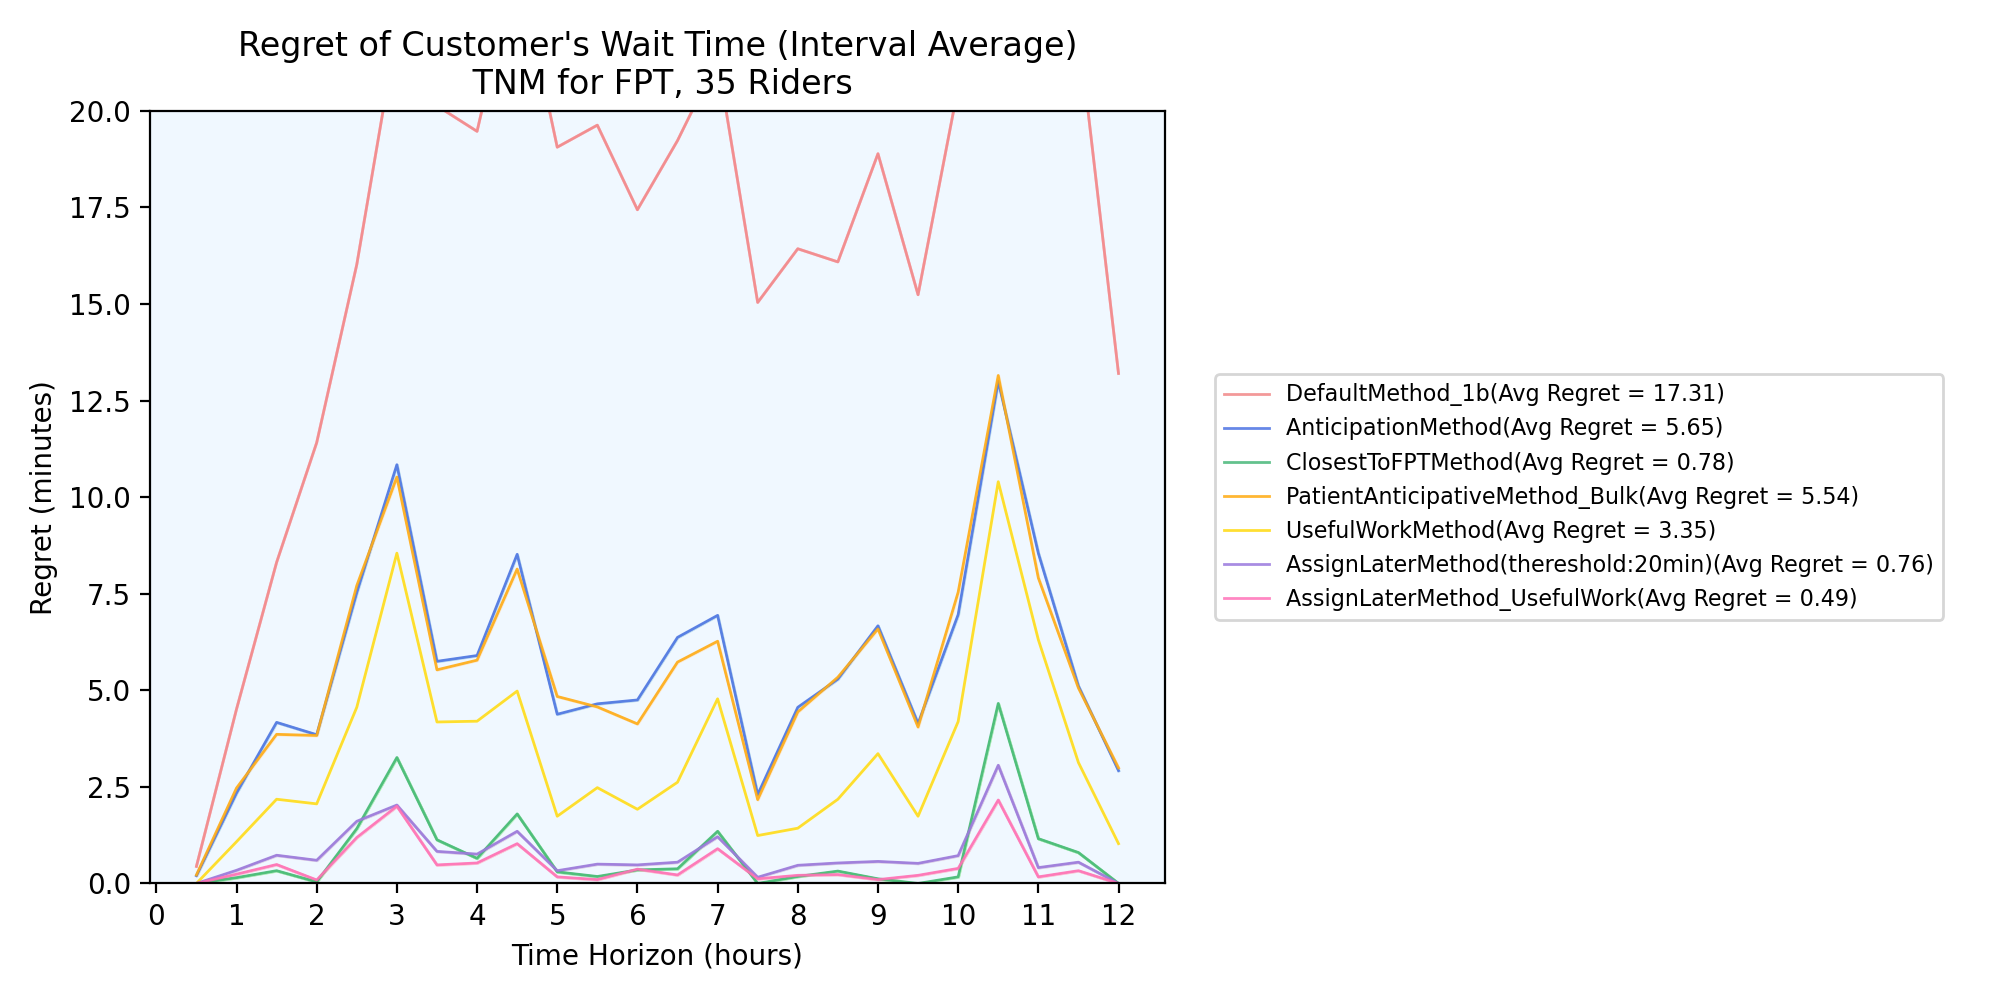 Regret of Customer's Wait Time (Interval Average)
TNM for FPT, 35 Riders
20.0
17.5
15.0
12.5
10.0
7.5
5.0
2.5
0.0
Regret (minutes)
0 1 2 3 4 5 6 7 8 9 10 11 12
Time Horizon (hours)
DefaultMethod_1b(Avg Regret = 17.31)
AnticipationMethod(Avg Regret = 5.65)
ClosestToFPTMethod(Avg Regret = 0.78)
PatientAnticipativeMethod_Bulk(Avg Regret = 5.54)
UsefulWorkMethod(Avg Regret = 3.35)
AssignLaterMethod(thereshold:20min)(Avg Regret = 0.76)
AssignLaterMethod_UsefulWork(Avg Regret = 0.49)